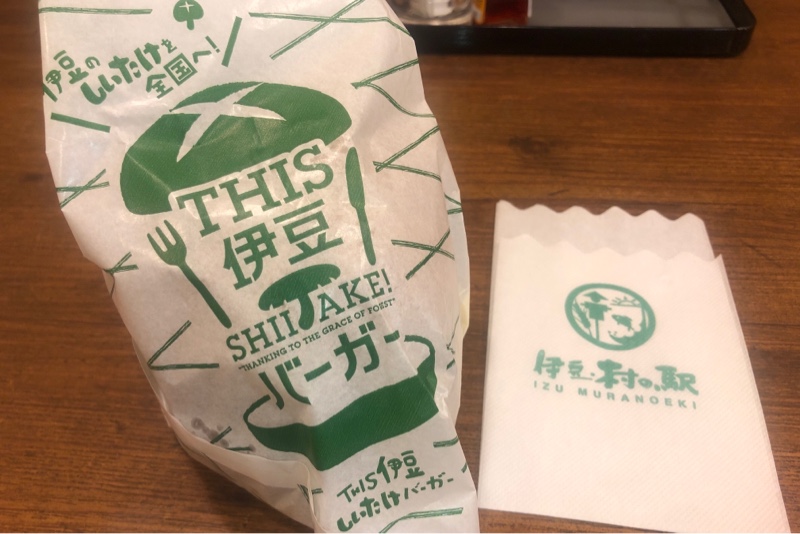 伊豆の
しいたけを
全国へ!
THIS
伊豆
SHIITAKE!
"THANKING TO THE GRACE OF FOREST"
バーガー
THIS伊豆
しいたけバーガー
伊豆・村の駅
IZU MURANOEKI